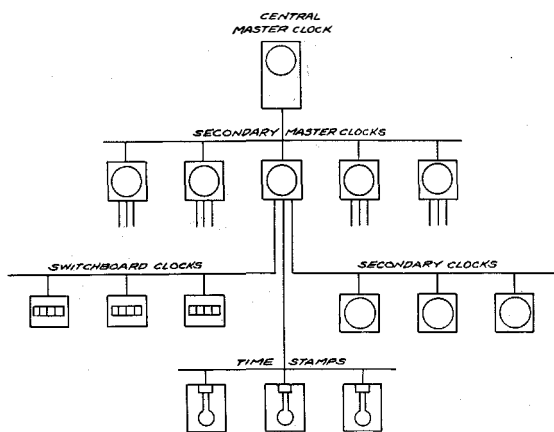 CENTRAL
MASTER CLOCK
SECONDARY MASTER CLOCKS
SWITCHBOARD CLOCKS
SECONDARY CLOCKS
TIME STAMPS